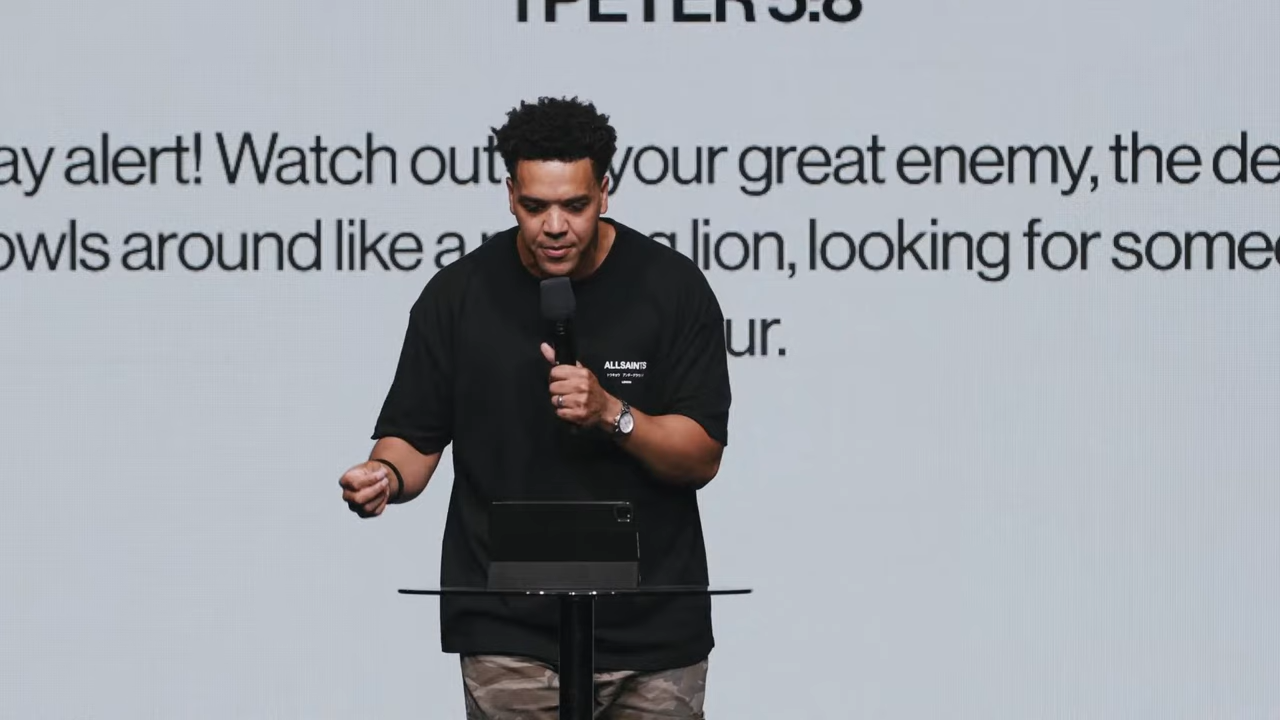 1 PETER 5:8
ay alert! Watch out your great enemy, the de
owls around like a lion, looking for some
ur.
ALLSAINTS